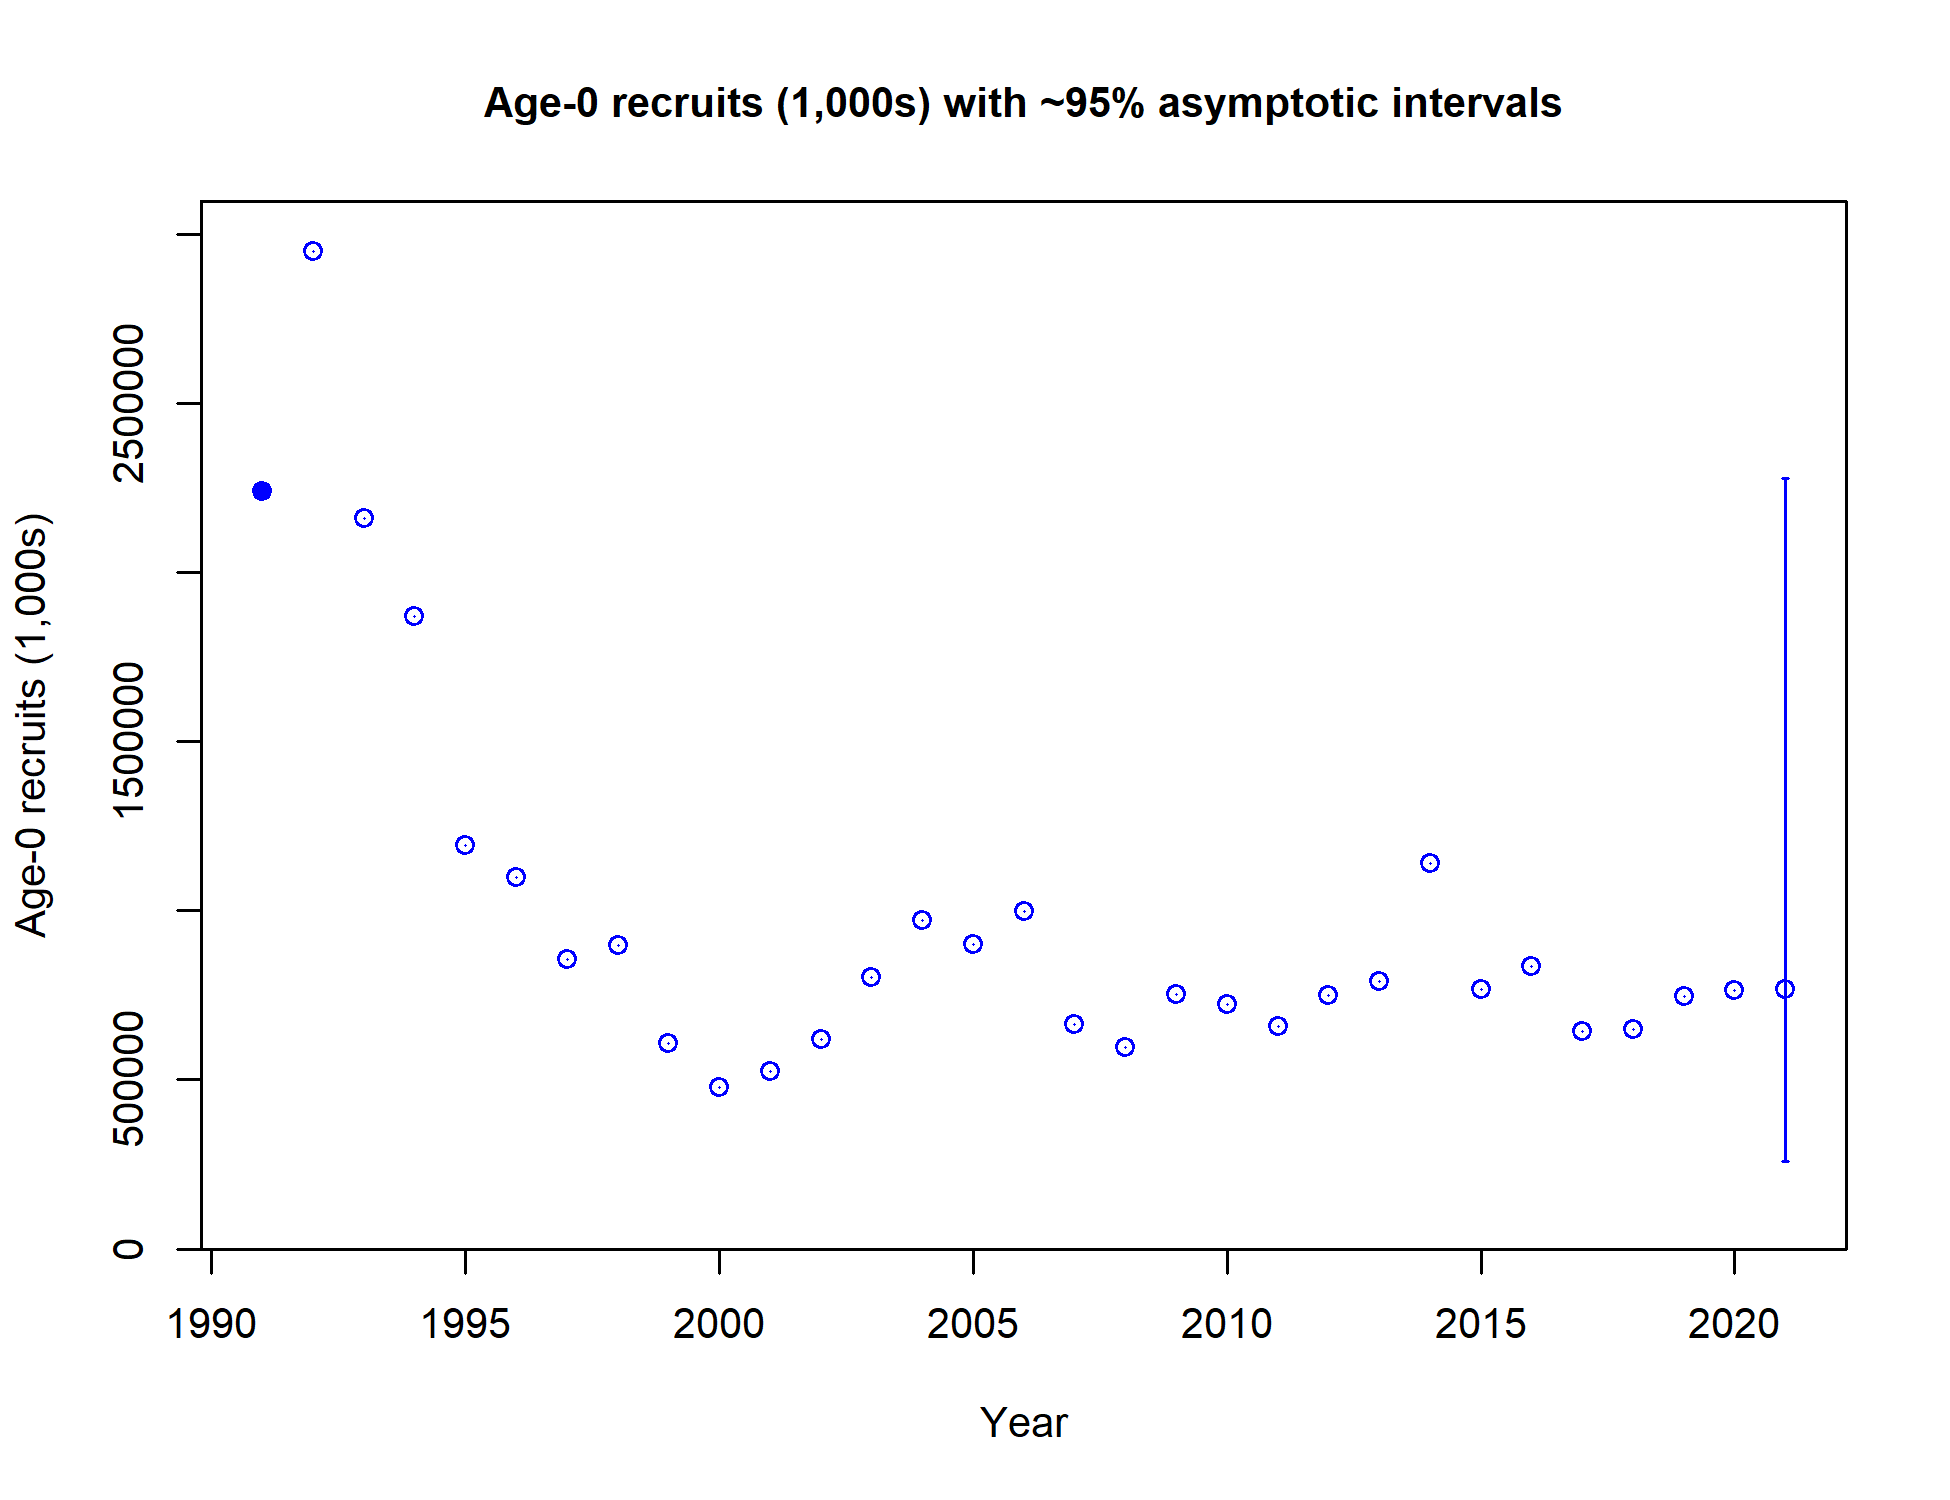 Age-0 recruits (1,000s) with ~95% asymptotic intervals
Age-0 recruits (1,000s)
2500000
1500000
500000
0
1990 1995 2000 2005 2010 2015 2020
Year